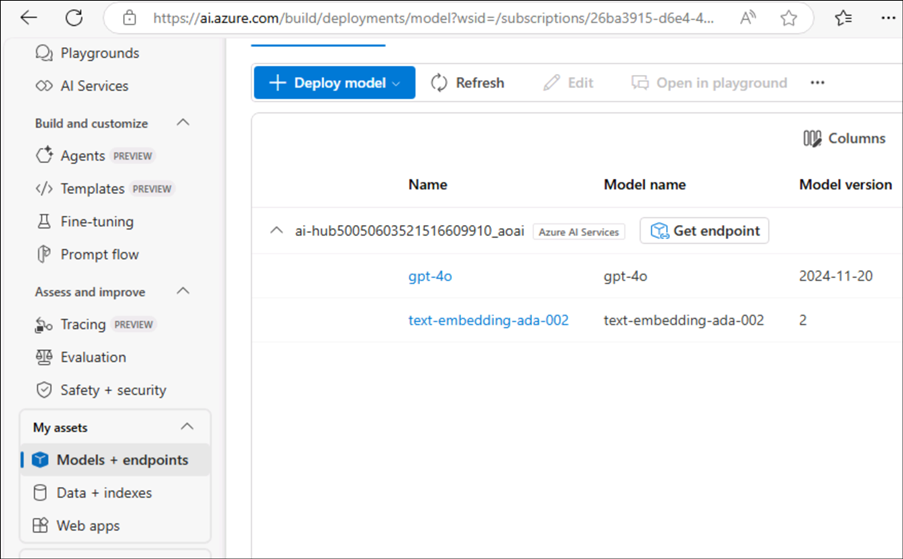 https://ai.azure.com/build/deployments/model?wsid=/subscriptions/26ba3915-d6e4-4...
Playgrounds
AI Services
Build and customize
Agents PREVIEW
Templates PREVIEW
Fine-tuning
Prompt flow
Assess and improve
Tracing PREVIEW
Evaluation
Safety + security
My assets
Models + endpoints
Data + indexes
Web apps
Deploy model
Refresh
Edit
Open in playground
Columns
Name Model name Model version
ai-hub50050603521516609910_aoai Azure AI Services Get endpoint
gpt-4o gpt-4o 2024-11-20
text-embedding-ada-002 text-embedding-ada-002 2